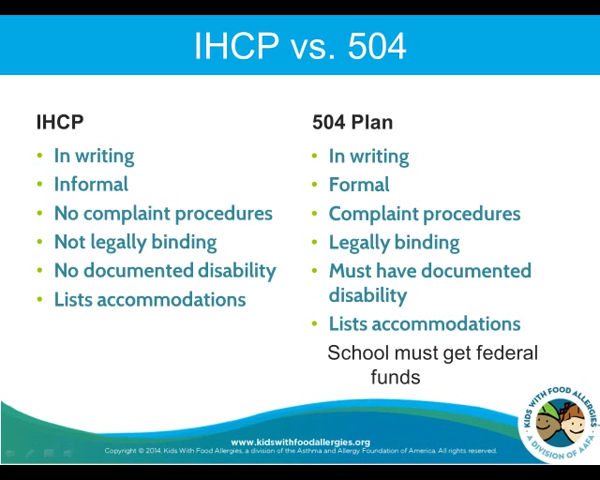 IHCP vs. 504
IHCP
• In writing
• Informal
• No complaint procedures
• Not legally binding
• No documented disability
• Lists accommodations
504 Plan
• In writing
• Formal
• Complaint procedures
• Legally binding
• Must have documented
disability
• Lists accommodations
School must get federal
funds
KIDS WITH FOOD ALLERGIES
A DIVISION OF AAFA
www.kidswithfoodallergies.org
Copyright © 2014, Kids With Food Allergies, a division of the Asthma and Allergy Foundation of America. All rights reserved.